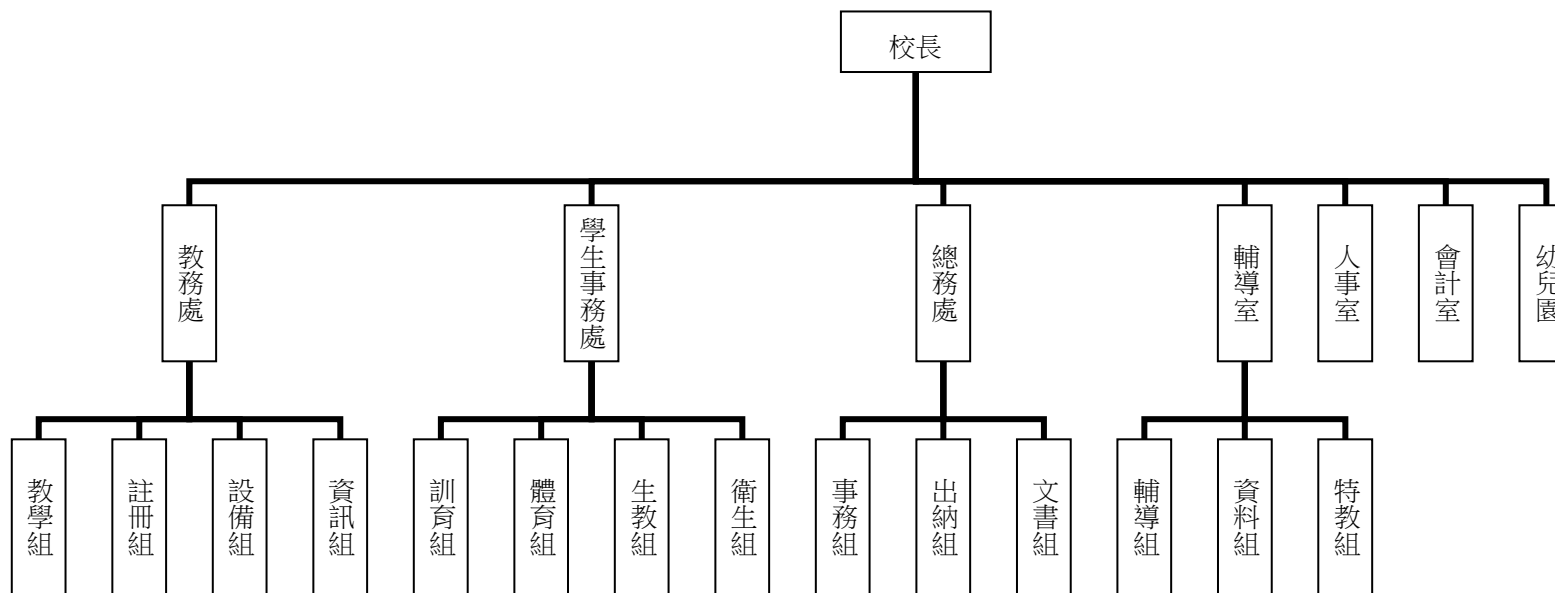 校長
教務處
學生事務處
總務處
輔導室
人事室
會計室
幼兒園
教學組
註冊組
設備組
資訊組
訓育組
體育組
生教組
衛生組
事務組
出納組
文書組
輔導組
資料組
特教組